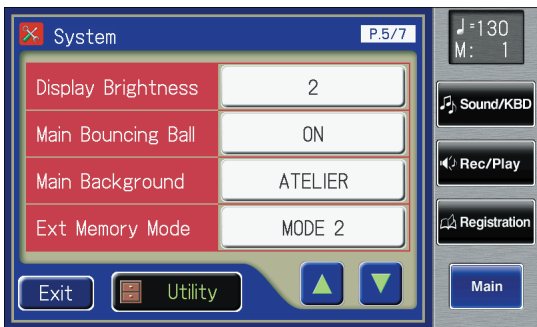 System P.5/7
Display Brightness 2
Main Bouncing Ball ON
Main Background ATELIER
Ext Memory Mode MODE 2
Exit Utility
♩=130
M: 1
Sound/KBD
Rec/Play
Registration
Main